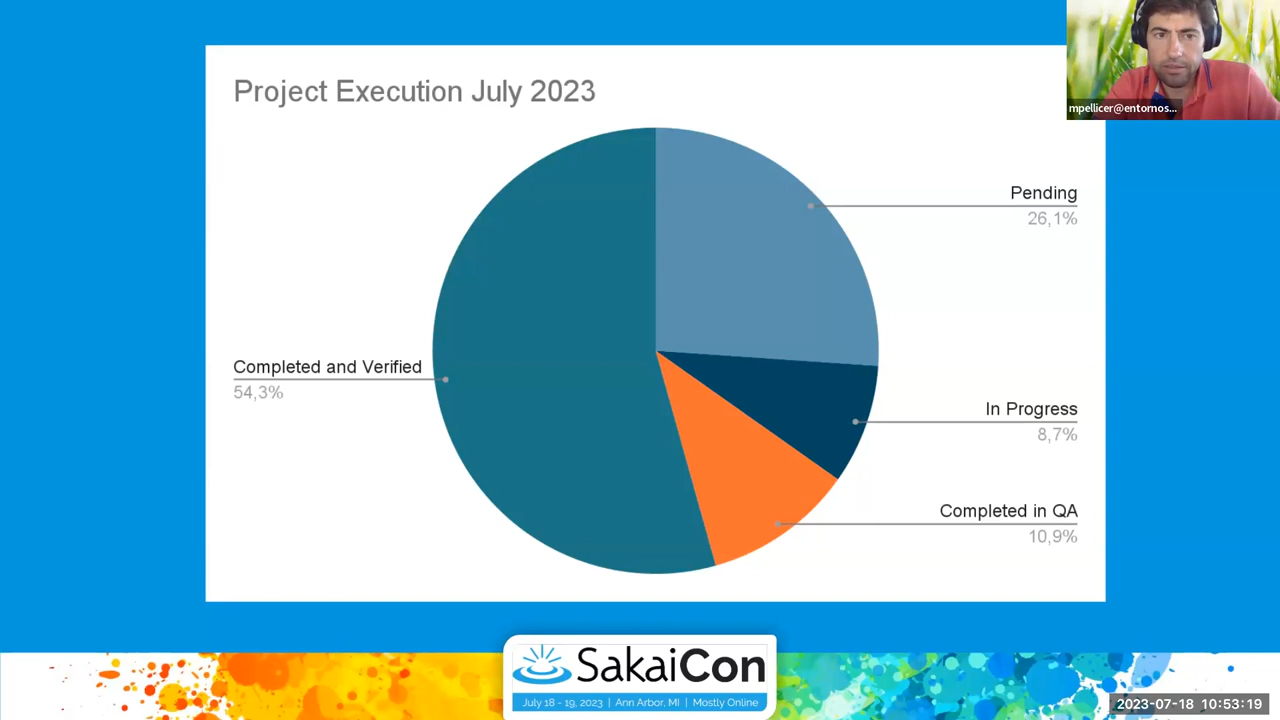 Project Execution July 2023
mpellicer@entornos...
Pending
26,1%
Completed and Verified
54,3%
In Progress
8,7%
Completed in QA
10,9%
SakaiCon
July 18 - 19, 2023 | Ann Arbor, MI | Mostly Online
2023-07-18 10:53:19